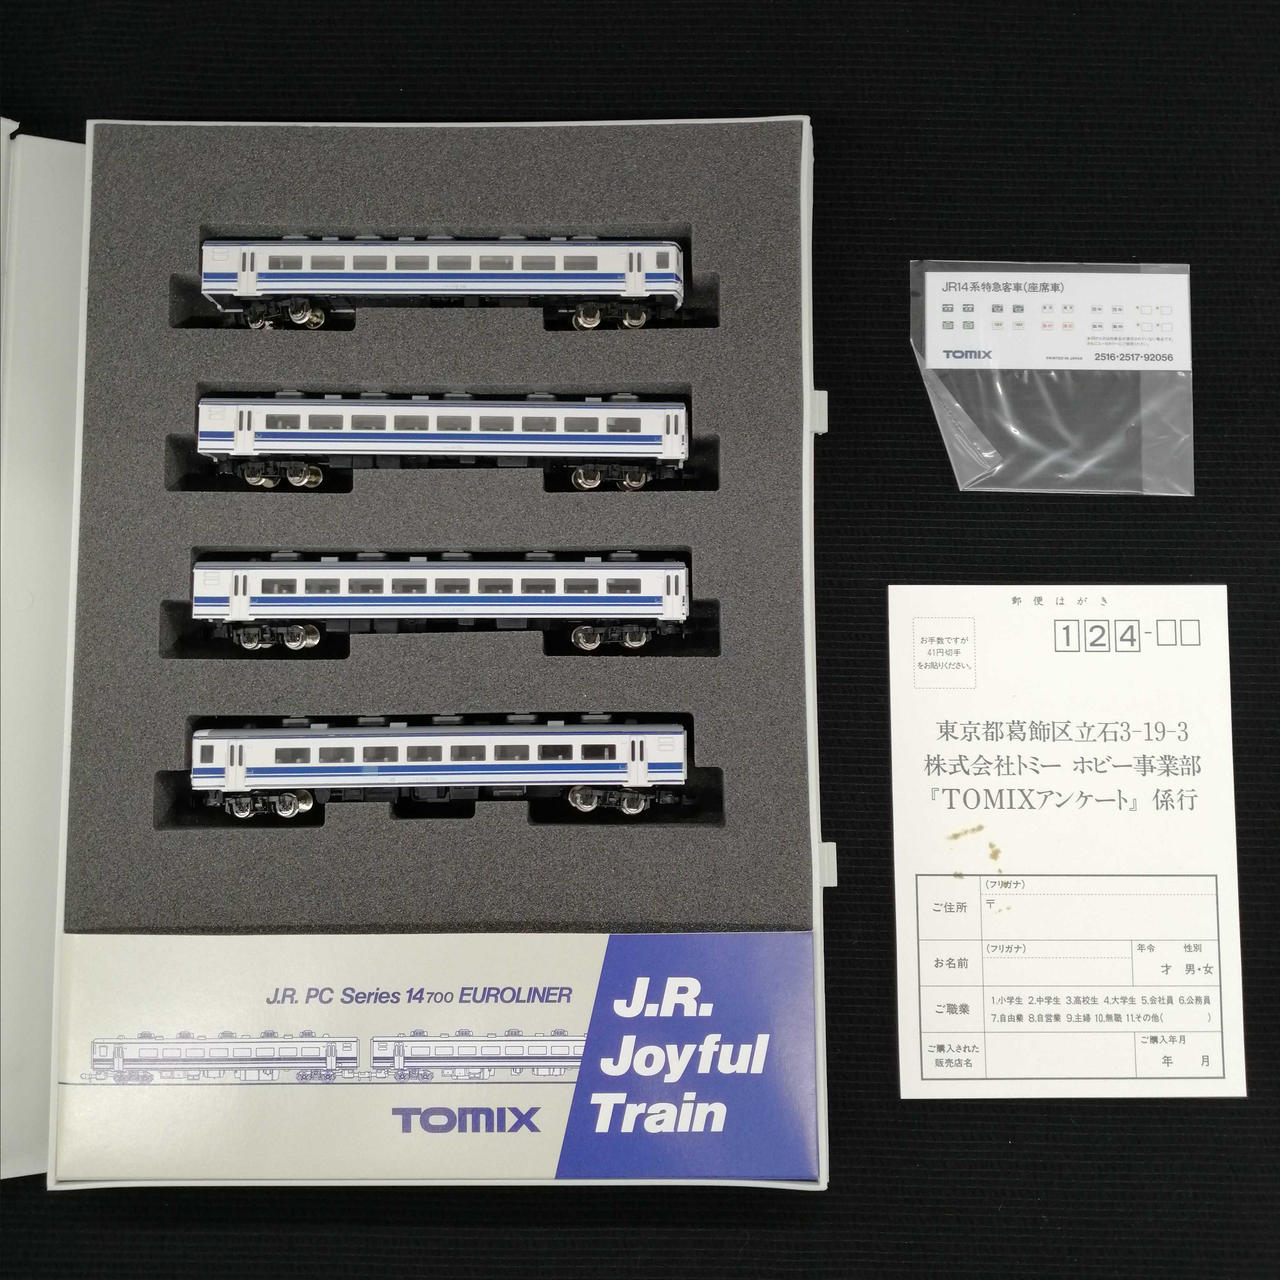 J.R. PC Series 14700 EUROLINER
TOMIX
J.R.
Joyful
Train
JR14系特急客車(座席車)
TOMIX
PRINTED IN JAPAN
2516・2517・92056
郵便はがき
お手数ですが
41円切手
をお貼りください。
124-
東京都葛飾区立石3-19-3
株式会社トミー ホビー事業部
『TOMIXアンケート』係行
ご住所
(フリガナ)
〒
お名前
(フリガナ)
年令 性別
才 男・女
ご職業
1.小学生 2.中学生 3.高校生 4.大学生 5.会社員 6.公務員
7.自由業 8.自営業 9.主婦 10.無職 11.その他( )
ご購入された
販売店名
ご購入年月
年 月